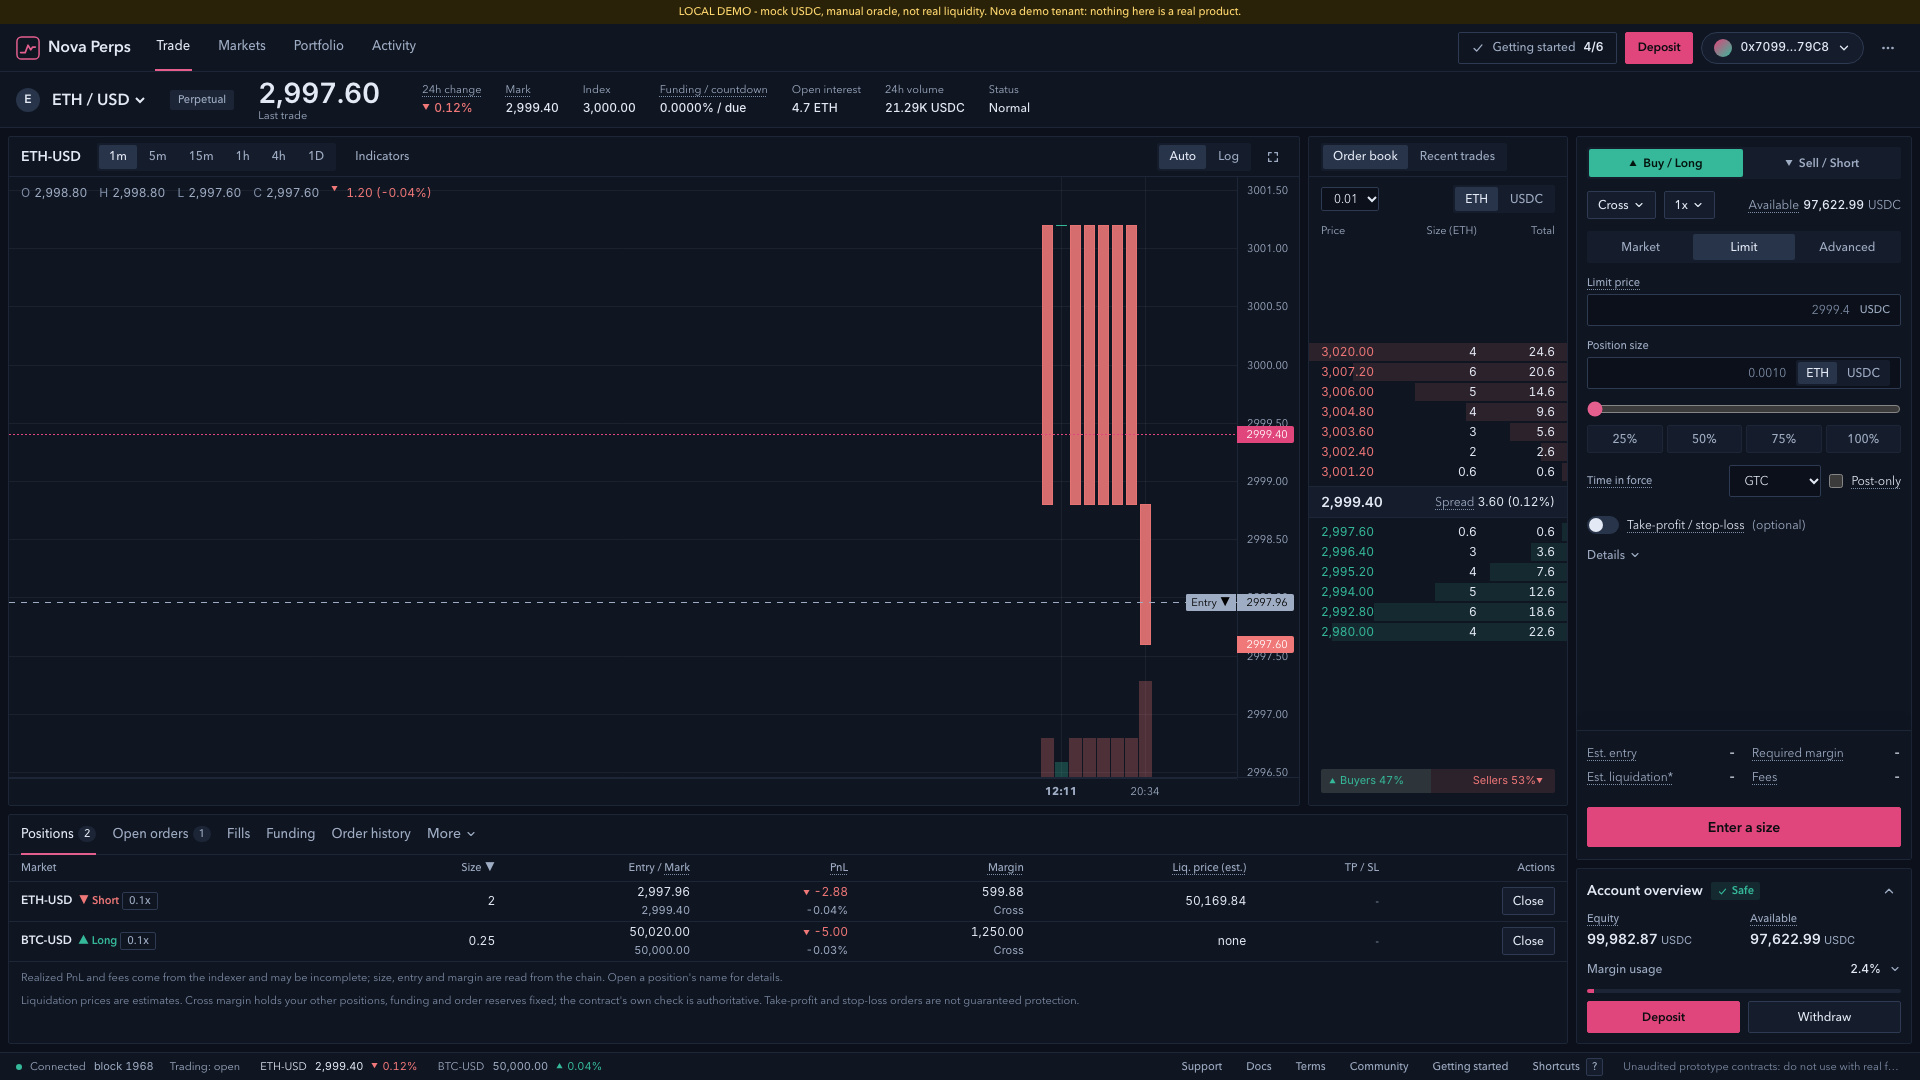 LOCAL DEMO - mock USDC, manual oracle, not real liquidity. Nova demo tenant: nothing here is a real product.
Nova Perps Trade Markets Portfolio Activity Getting started 4/6 Deposit 0x7099...79C8
E ETH / USD Perpetual 2,997.60 Last trade
24h change Mark Index Funding / countdown Open interest 24h volume Status
▼ 0.12% 2,999.40 3,000.00 0.0000% / due 4.7 ETH 21.29K USDC Normal
ETH-USD 1m 5m 15m 1h 4h 1D Indicators Auto Log
O 2,998.80 H 2,998.80 L 2,997.60 C 2,997.60 ▼ 1.20 (-0.04%)
3001.50
3001.00
3000.50
3000.00
2999.50
2999.40
2999.00
2998.50
Entry ▼ 2997.96
2997.60
2997.50
2997.00
2996.50
12:11 20:34
Order book Recent trades
0.01 ETH USDC
Price Size (ETH) Total
3,020.00 4 24.6
3,007.20 6 20.6
3,006.00 5 14.6
3,004.80 4 9.6
3,003.60 3 5.6
3,002.40 2 2.6
3,001.20 0.6 0.6
2,999.40 Spread 3.60 (0.12%)
2,997.60 0.6 0.6
2,996.40 3 3.6
2,995.20 4 7.6
2,994.00 5 12.6
2,992.80 6 18.6
2,980.00 4 22.6
▲ Buyers 47% Sellers 53%▼
▲ Buy / Long ▼ Sell / Short
Cross 1x Available 97,622.99 USDC
Market Limit Advanced
Limit price
2999.4 USDC
Position size
0.0010 ETH USDC
25% 50% 75% 100%
Time in force GTC Post-only
Take-profit / stop-loss (optional)
Details
Est. entry - Required margin -
Est. liquidation* - Fees -
Enter a size
Positions 2 Open orders 1 Fills Funding Order history More
Market Size ▼ Entry / Mark PnL Margin Liq. price (est.) TP / SL Actions
ETH-USD ▼ Short 0.1x 2 2,997.96 ▼ -2.88 599.88 50,169.84 - Close
2,999.40 -0.04% Cross
BTC-USD ▲ Long 0.1x 0.25 50,020.00 ▼ -5.00 1,250.00 none - Close
50,000.00 -0.03% Cross
Realized PnL and fees come from the indexer and may be incomplete; size, entry and margin are read from the chain. Open a position's name for details.
Liquidation prices are estimates. Cross margin holds your other positions, funding and order reserves fixed; the contract's own check is authoritative. Take-profit and stop-loss orders are not guaranteed protection.
Account overview Safe
Equity Available
99,982.87 USDC 97,622.99 USDC
Margin usage 2.4%
Deposit Withdraw
Connected block 1968 Trading: open ETH-USD 2,999.40 ▼ 0.12% BTC-USD 50,000.00 ▲ 0.04% Support Docs Terms Community Getting started Shortcuts ? Unaudited prototype contracts: do not use with real f...